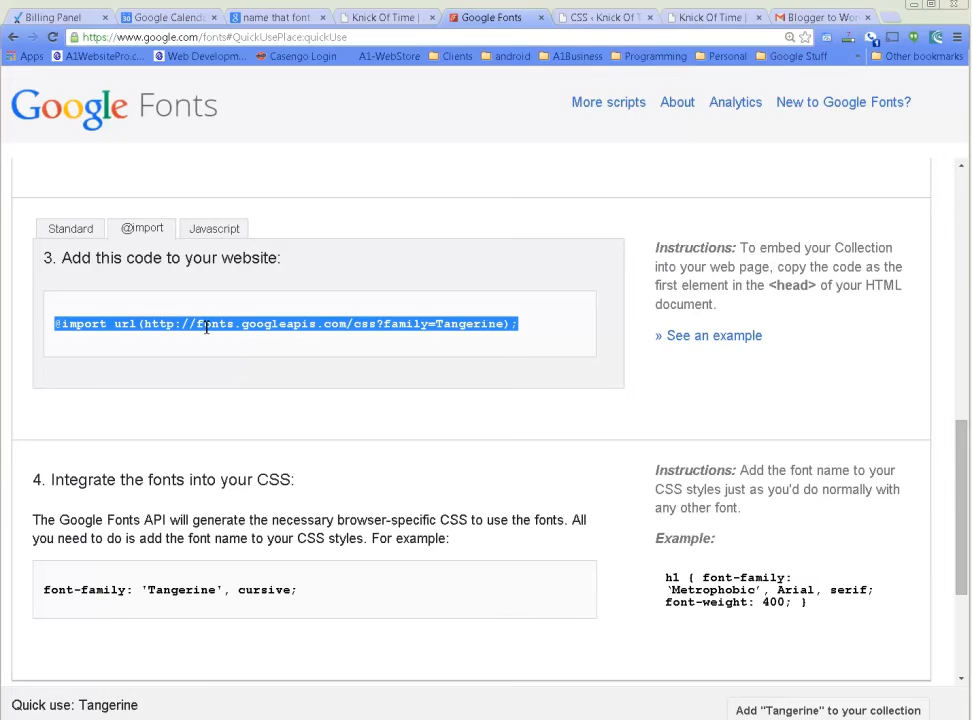 Billing Panel
Google Calend
name that font
Knick Of Time |
Google Fonts
CSS ‹ Knick Of T
Knick Of Time |
Blogger to Wor
https://www.google.com/fonts#QuickUsePlace:quickUse
Apps
A1WebsitePro.c...
Web Developm...
Casengo Login
A1-WebStore
Clients
android
A1Business
Programming
Personal
Google Stuff
»
Other bookmarks
Google Fonts
More scripts
About
Analytics
New to Google Fonts?
Standard
@import
Javascript
3. Add this code to your website:
@import url(http://fonts.googleapis.com/css?family=Tangerine);
Instructions: To embed your Collection
into your web page, copy the code as the
first element in the <head> of your HTML
document.
» See an example
4. Integrate the fonts into your CSS:
The Google Fonts API will generate the necessary browser-specific CSS to use the fonts. All
you need to do is add the font name to your CSS styles. For example:
font-family: 'Tangerine', cursive;
Instructions: Add the font name to your
CSS styles just as you'd do normally with
any other font.
Example:
h1 { font-family:
'Metrophobic', Arial, serif;
font-weight: 400; }
Quick use: Tangerine
Add "Tangerine" to your collection